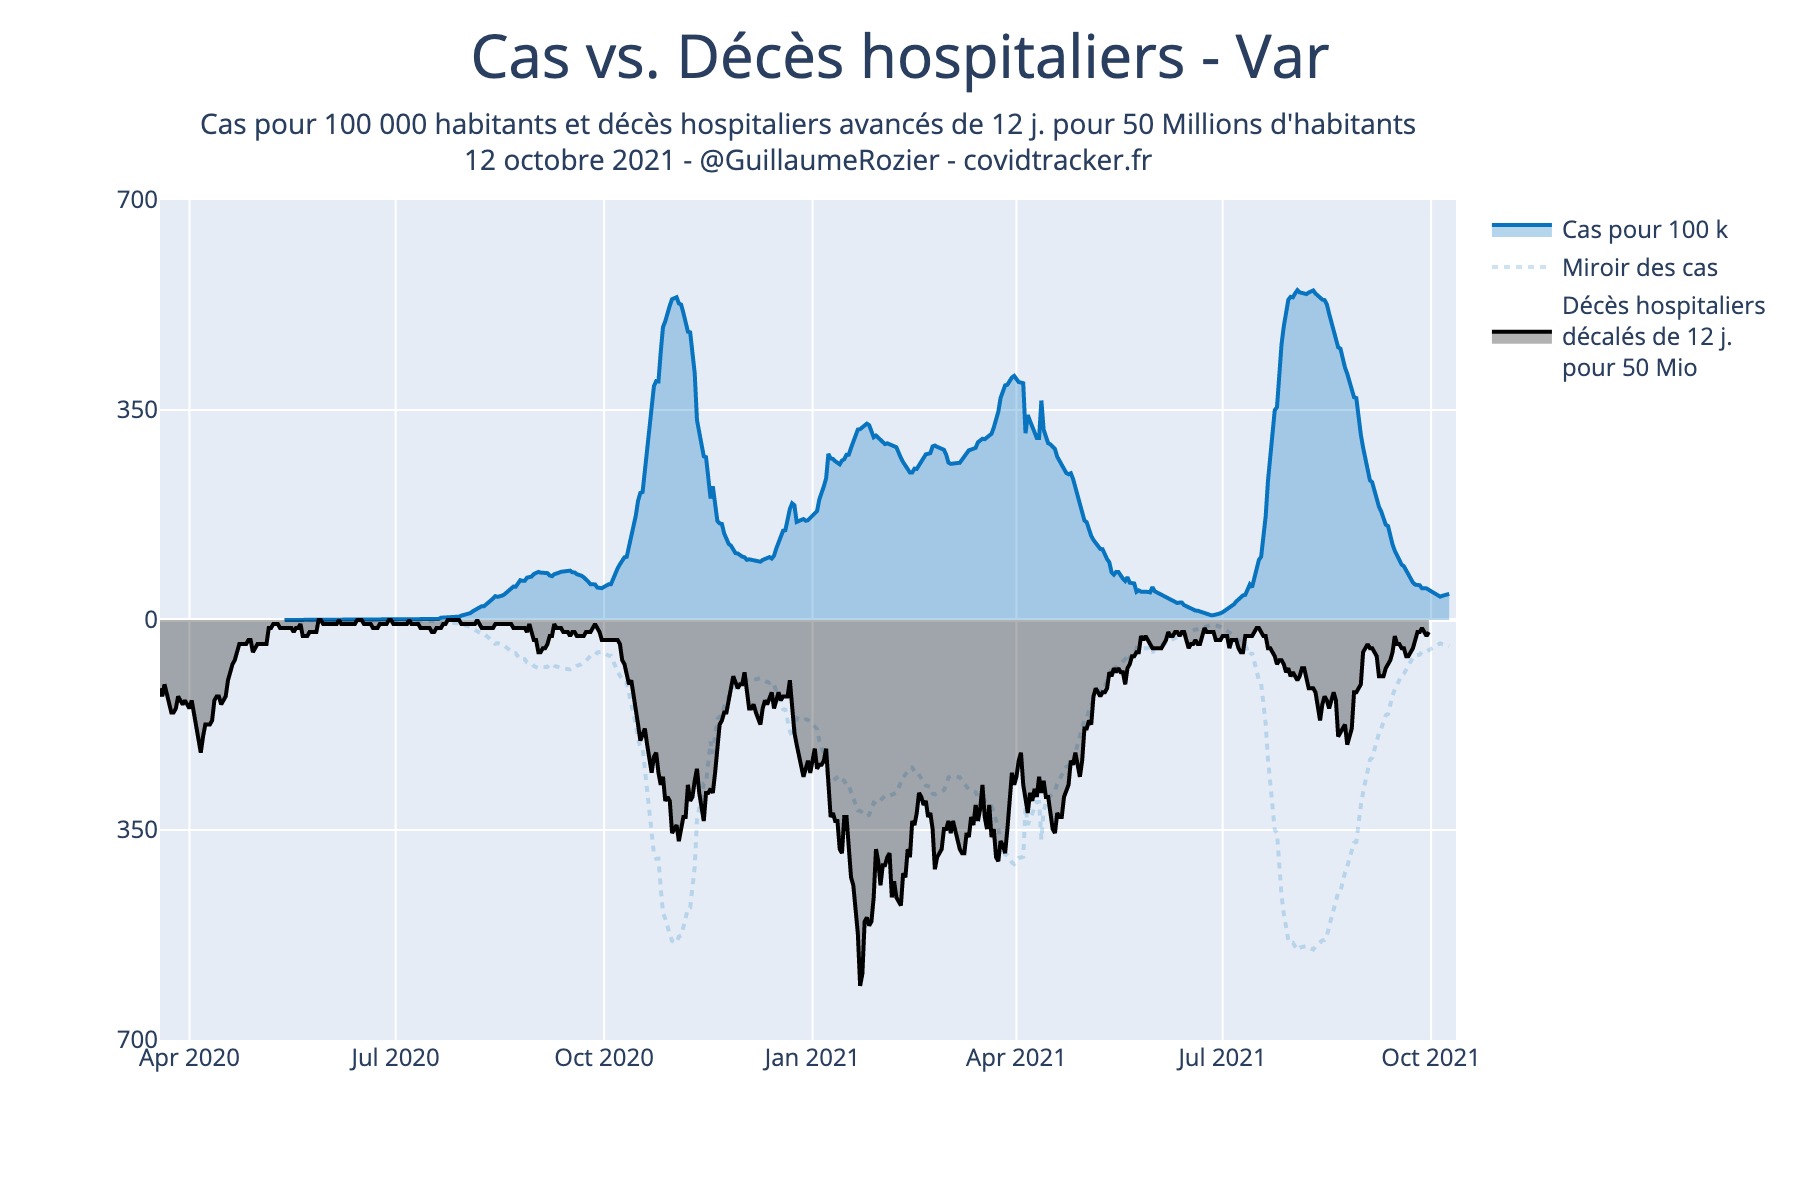 Cas vs. Décès hospitaliers - Var
Cas pour 100 000 habitants et décès hospitaliers avancés de 12 j. pour 50 Millions d'habitants
12 octobre 2021 - @GuillaumeRozier - covidtracker.fr
700
350
0
350
700
Apr 2020
Jul 2020
Oct 2020
Jan 2021
Apr 2021
Jul 2021
Oct 2021
Cas pour 100 k
Miroir des cas
Décès hospitaliers
décalés de 12 j.
pour 50 Mio